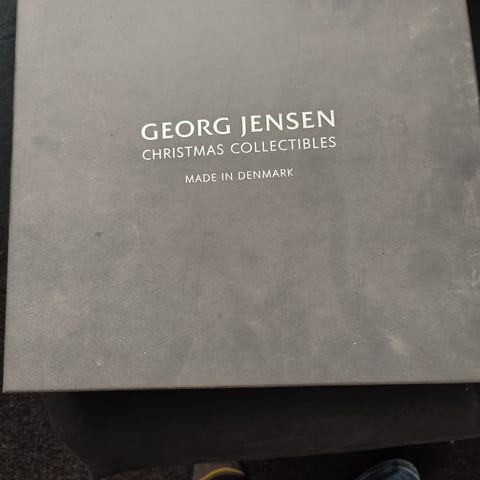 GEORG JENSEN
CHRISTMAS COLLECTIBLES
MADE IN DENMARK